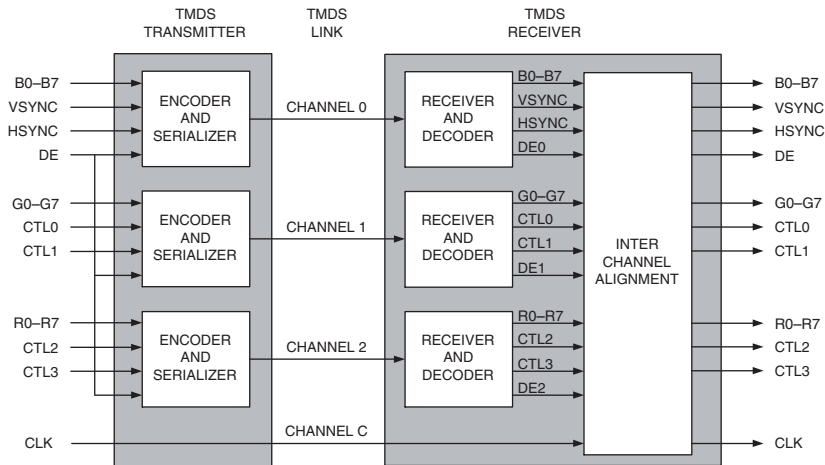 TMDS
TRANSMITTER
TMDS
LINK
TMDS
RECEIVER
B0–B7
VSYNC
HSYNC
DE
ENCODER
AND
SERIALIZER
CHANNEL 0
RECEIVER
AND
DECODER
B0–B7
VSYNC
HSYNC
DE0
B0–B7
VSYNC
HSYNC
DE
G0–G7
CTL0
CTL1
ENCODER
AND
SERIALIZER
CHANNEL 1
RECEIVER
AND
DECODER
G0–G7
CTL0
CTL1
DE1
INTER
CHANNEL
ALIGNMENT
G0–G7
CTL0
CTL1
R0–R7
CTL2
CTL3
ENCODER
AND
SERIALIZER
CHANNEL 2
RECEIVER
AND
DECODER
R0–R7
CTL2
CTL3
DE2
R0–R7
CTL2
CTL3
CLK
CHANNEL C
CLK